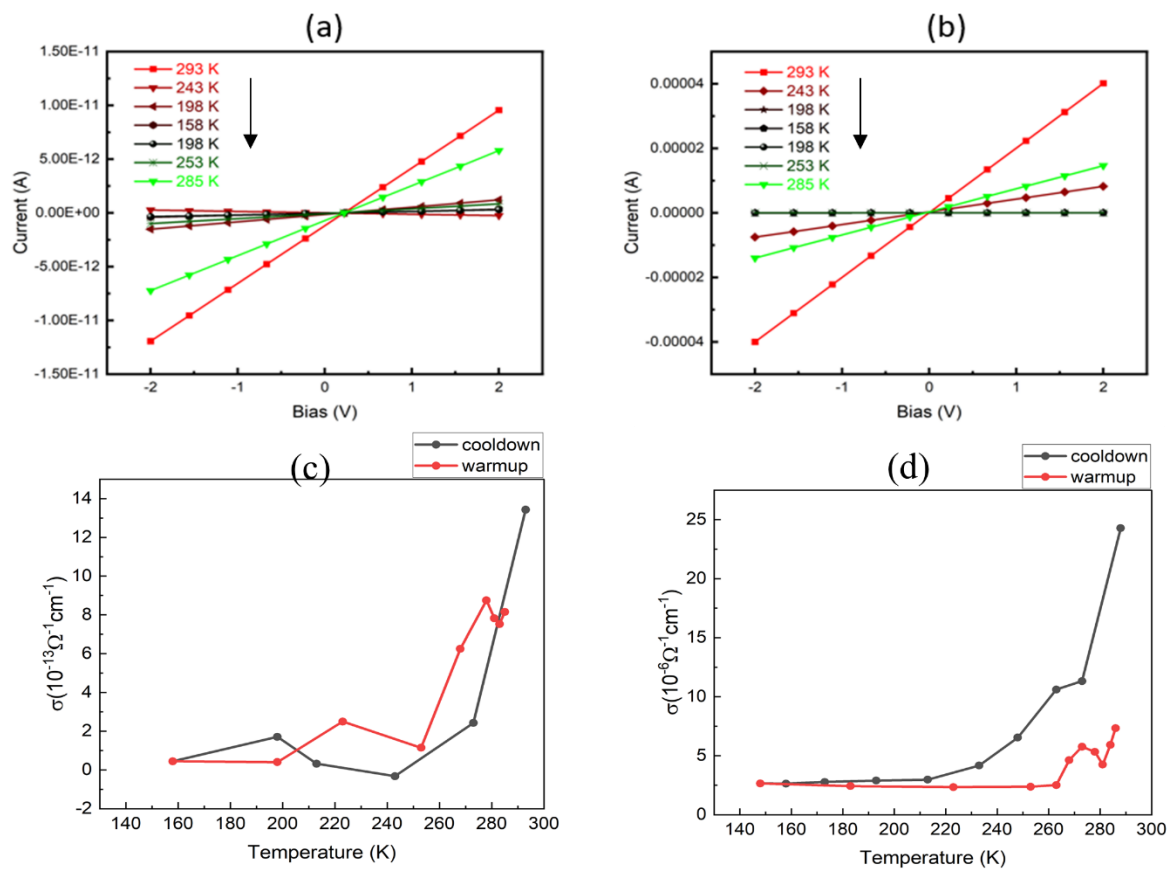 (a)
1.50E-11
1.00E-11
5.00E-12
0.00E+00
-5.00E-12
-1.00E-11
-1.50E-11
Current (A)
293 K
243 K
198 K
158 K
198 K
253 K
285 K
-2 -1 0 1 2
Bias (V)
(b)
0.00004
0.00002
0.00000
-0.00002
-0.00004
Current (A)
293 K
243 K
198 K
158 K
198 K
253 K
285 K
-2 -1 0 1 2
Bias (V)
(c)
cooldown
warmup
14
12
10
8
6
4
2
0
-2
σ(10⁻¹³Ω⁻¹cm⁻¹)
140 160 180 200 220 240 260 280 300
Temperature (K)
(d)
cooldown
warmup
25
20
15
10
5
0
σ(10⁻⁶Ω⁻¹cm⁻¹)
140 160 180 200 220 240 260 280 300
Temperature (K)